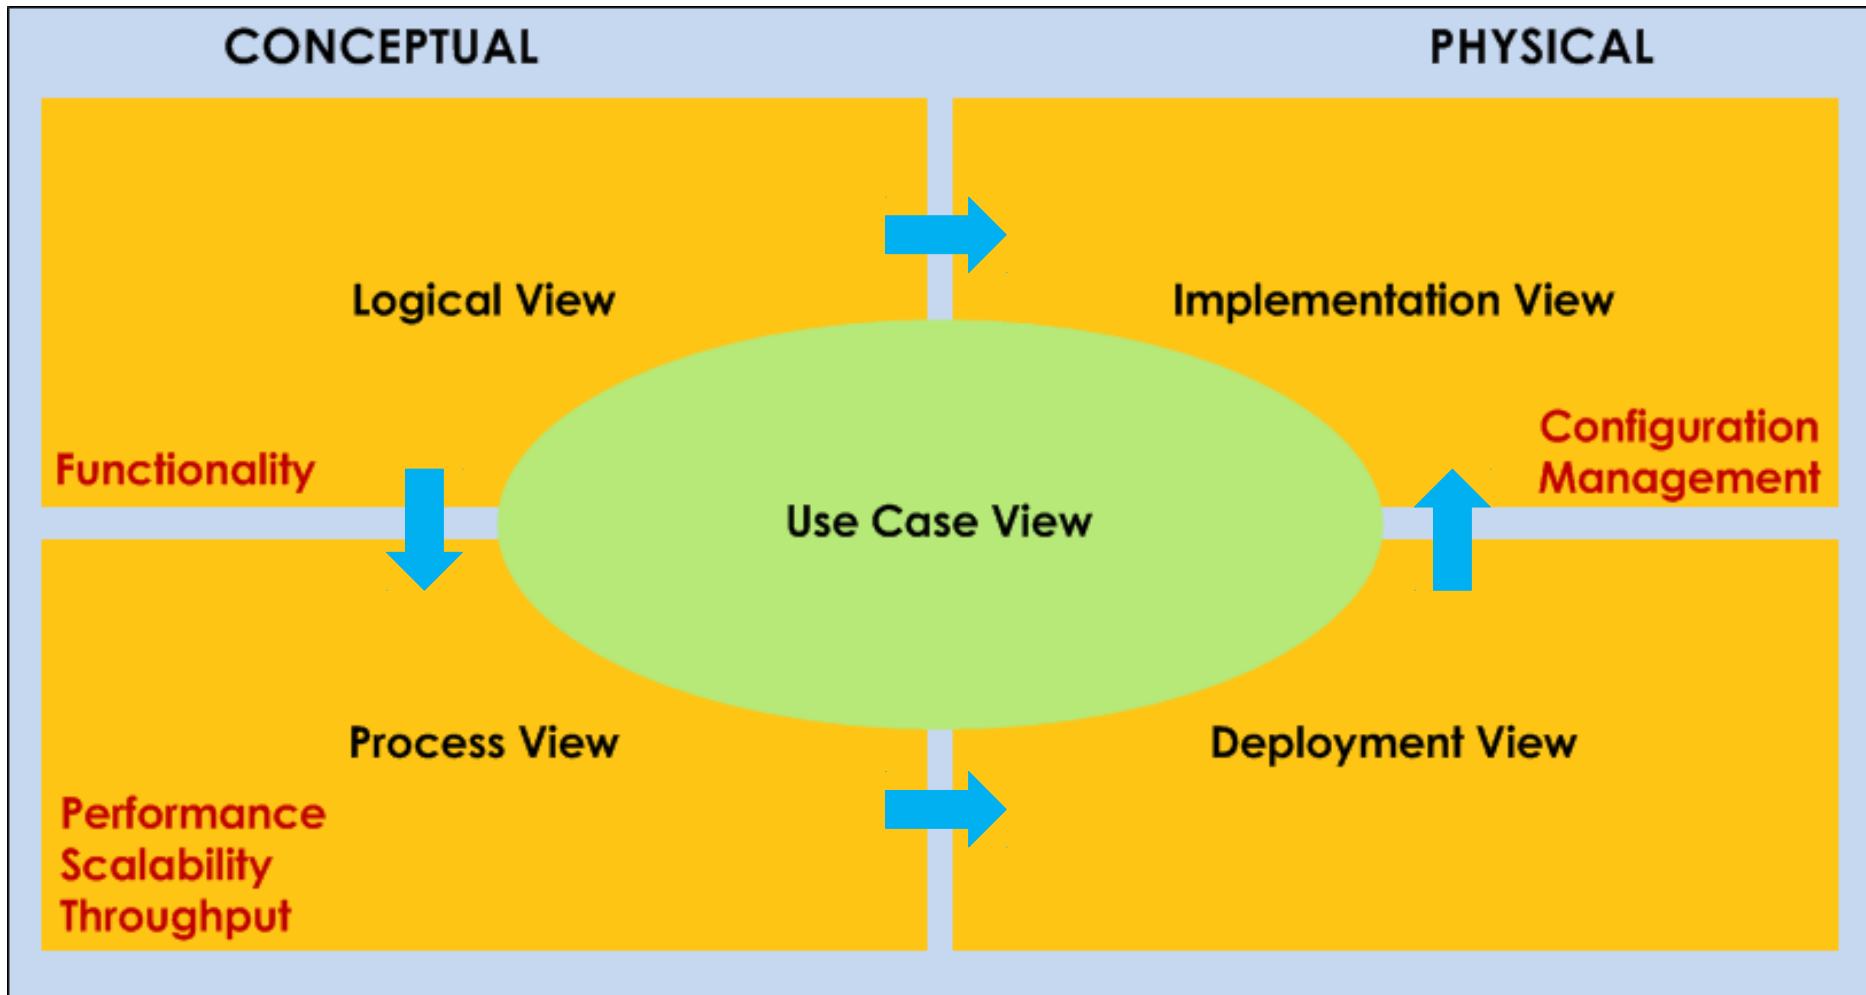 CONCEPTUAL
PHYSICAL
Logical View
Implementation View
Functionality
Configuration
Management
Use Case View
Process View
Deployment View
Performance
Scalability
Throughput